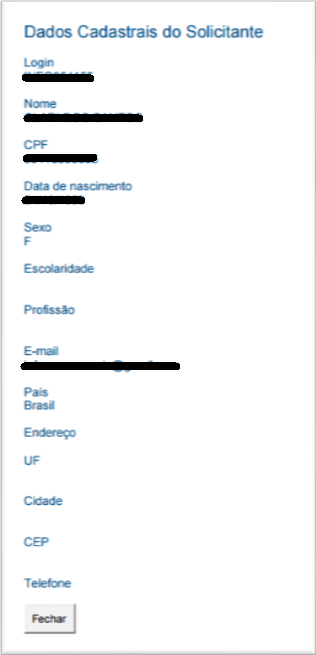 Dados Cadastrais do Solicitante
Login
Nome
CPF
Data de nascimento
Sexo
F
Escolaridade
Profissão
E-mail
País
Brasil
Endereço
UF
Cidade
CEP
Telefone
Fechar